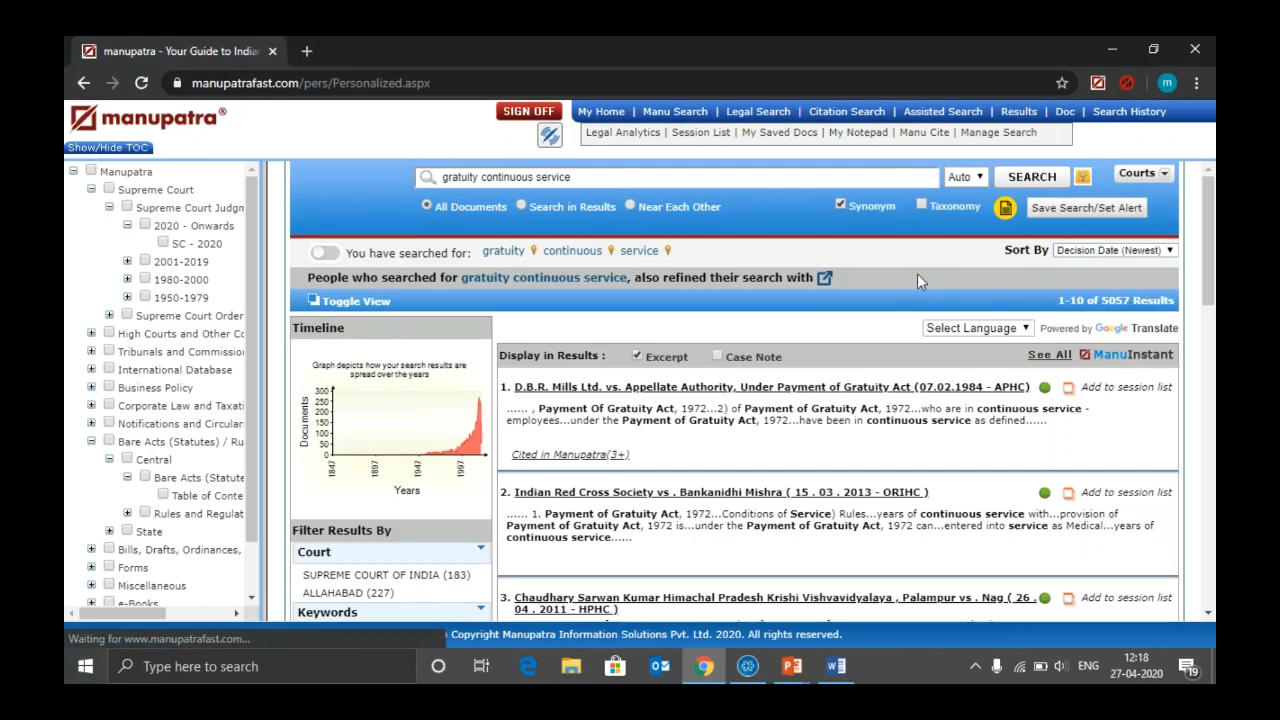 manupatra - Your Guide to India
manupatrafast.com/pers/Personalized.aspx
m
manupatra®
SIGN OFF
My Home | Manu Search | Legal Search | Citation Search | Assisted Search | Results | Doc | Search History
Legal Analytics | Session List | My Saved Docs | My Notepad | Manu Cite | Manage Search
Show/Hide TOC
Manupatra
Supreme Court
Supreme Court Judgm
2020 - Onwards
SC - 2020
2001-2019
1980-2000
1950-1979
Supreme Court Order
High Courts and Other Co
Tribunals and Commissio
International Database
Business Policy
Corporate Law and Taxati
Notifications and Circular
Bare Acts (Statutes) / Ru
Central
Bare Acts (Statute
Table of Conte
Rules and Regulat
State
Bills, Drafts, Ordinances,
Forms
Miscellaneous
e-Books
gratuity continuous service
Auto
SEARCH
Courts
All Documents
Search in Results
Near Each Other
Synonym
Taxonomy
Save Search/Set Alert
You have searched for: gratuity continuous service
Sort By Decision Date (Newest)
People who searched for gratuity continuous service, also refined their search with
Toggle View
1-10 of 5057 Results
Timeline
Graph depicts how your search results are
spread over the years
Documents
300
250
200
150
100
50
0
1847
1897
1947
1997
Years
Filter Results By
Court
SUPREME COURT OF INDIA (183)
ALLAHABAD (227)
Keywords
Select Language
Powered by Google Translate
Display in Results :
Excerpt
Case Note
See All
ManuInstant
1. D.B.R. Mills Ltd. vs. Appellate Authority, Under Payment of Gratuity Act (07.02.1984 - APHC)
Add to session list
...... , Payment Of Gratuity Act, 1972...2) of Payment of Gratuity Act, 1972...who are in continuous service -
employees...under the Payment of Gratuity Act, 1972...have been in continuous service as defined......
Cited in Manupatra(3+)
2. Indian Red Cross Society vs . Bankanidhi Mishra ( 15 . 03 . 2013 - ORIHC )
Add to session list
...... 1. Payment of Gratuity Act, 1972...Conditions of Service) Rules...years of continuous service with...provision of
Payment of Gratuity Act, 1972 is...under the Payment of Gratuity Act, 1972 can...entered into service as Medical...years of
continuous service......
3. Chaudhary Sarwan Kumar Himachal Pradesh Krishi Vishvavidyalaya , Palampur vs . Nag ( 26 .
04 . 2011 - HPHC )
Add to session list
Waiting for www.manupatrafast.com...
Copyright Manupatra Information Solutions Pvt. Ltd. 2020. All rights reserved.
Type here to search
ENG
12:18
27-04-2020
19